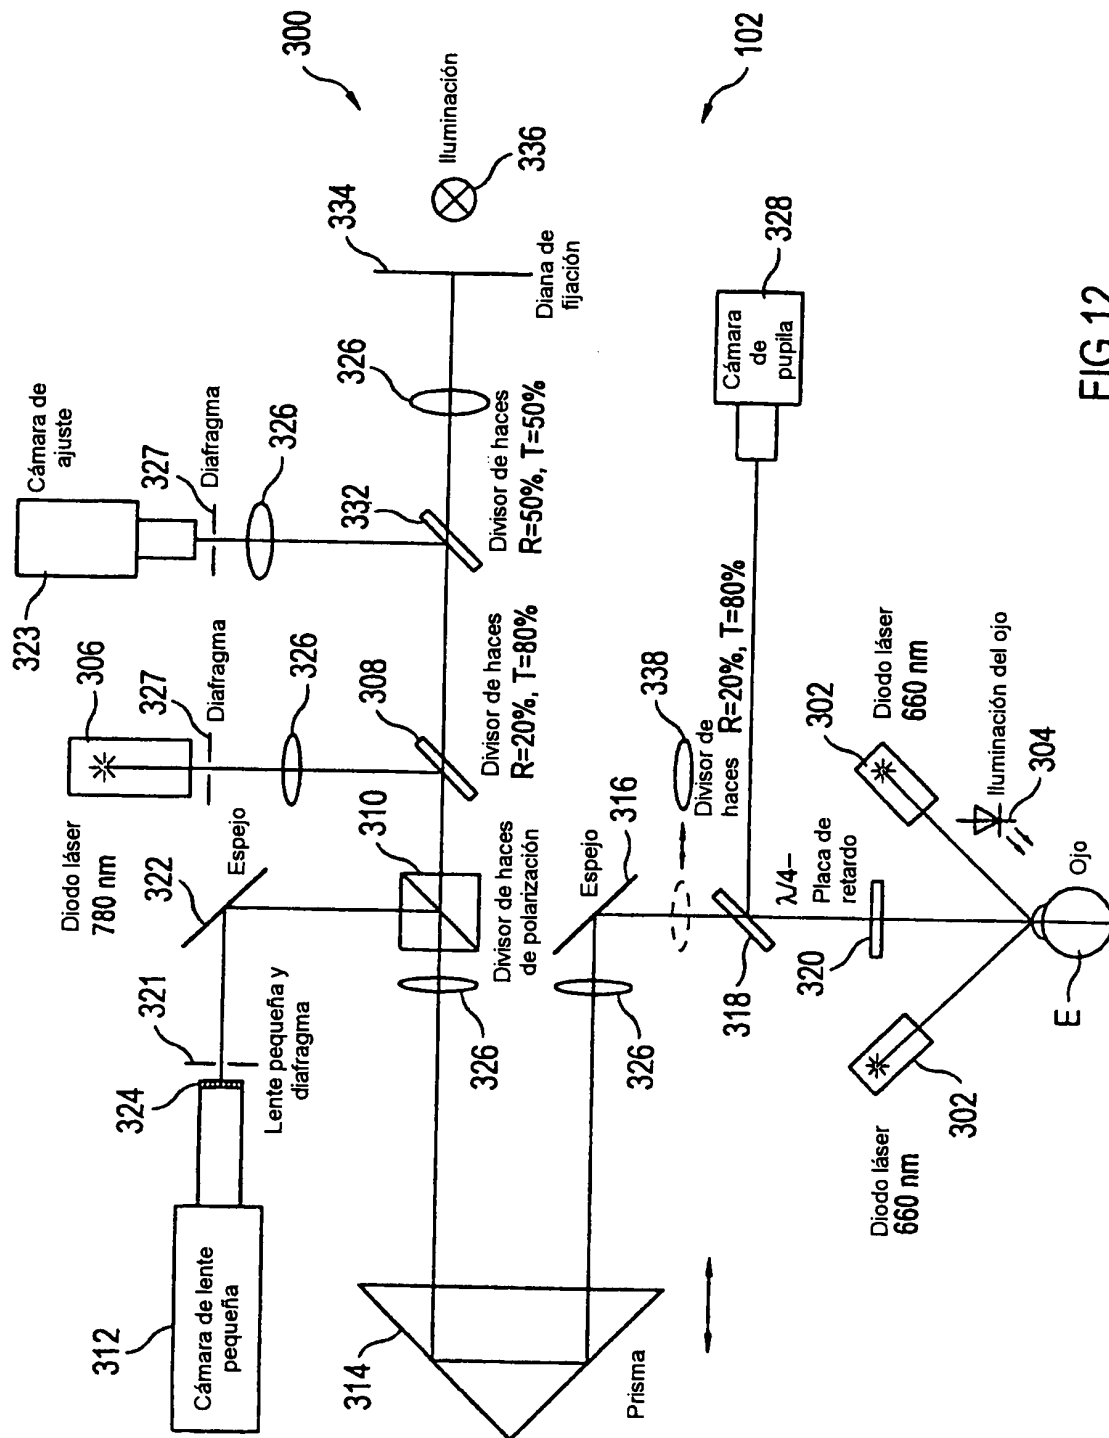 300
Iluminación
336
334
Diana de
fijación
102
Cámara de
ajuste
323
327
Diafragma
326
326
332
Divisor de haces
R=50%, T=50%
328
Cámara
de
pupila
Diodo láser
780 nm
306
327
Diafragma
326
308
Divisor de haces
R=20%, T=80%
310
Divisor de haces
de polarización
322
Espejo
321
324
Lente pequeña y
diafragma
312
Cámara de lente
pequeña
326
314
Prisma
316
Espejo
326
338
Divisor de
haces R=20%, T=80%
318
λ/4–
Placa de
retardo
320
302
Diodo láser
660 nm
Iluminación del ojo
304
Ojo
E
302
Diodo láser
660 nm
FIG 12